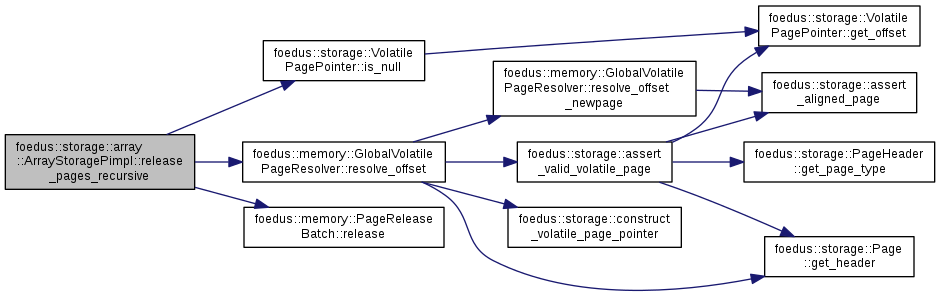 foedus::storage::array
::ArrayStoragePimpl::release
_pages_recursive
foedus::storage::Volatile
PagePointer::is_null
foedus::memory::GlobalVolatile
PageResolver::resolve_offset
foedus::memory::PageRelease
Batch::release
foedus::memory::GlobalVolatile
PageResolver::resolve_offset
_newpage
foedus::storage::assert
_valid_volatile_page
foedus::storage::construct
_volatile_page_pointer
foedus::storage::Volatile
PagePointer::get_offset
foedus::storage::assert
_aligned_page
foedus::storage::PageHeader
::get_page_type
foedus::storage::Page
::get_header